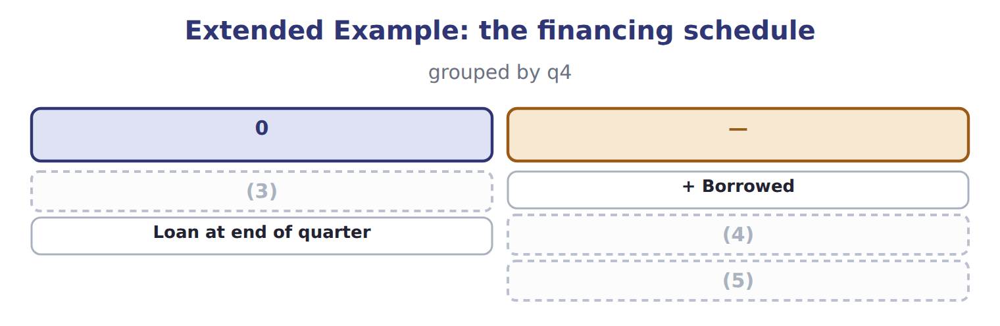 Extended Example: the financing schedule
grouped by q4
0
(3)
Loan at end of quarter
—
+ Borrowed
(4)
(5)